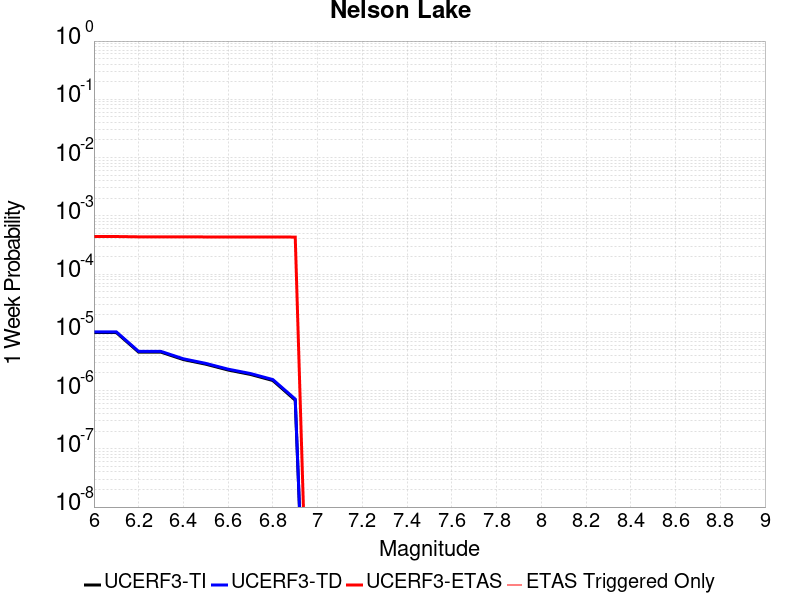 Nelson Lake
10^0
10^-1
10^-2
10^-3
10^-4
10^-5
10^-6
10^-7
10^-8
1 Week Probability
6 6.2 6.4 6.6 6.8 7 7.2 7.4 7.6 7.8 8 8.2 8.4 8.6 8.8 9
Magnitude
UCERF3-TI UCERF3-TD UCERF3-ETAS ETAS Triggered Only